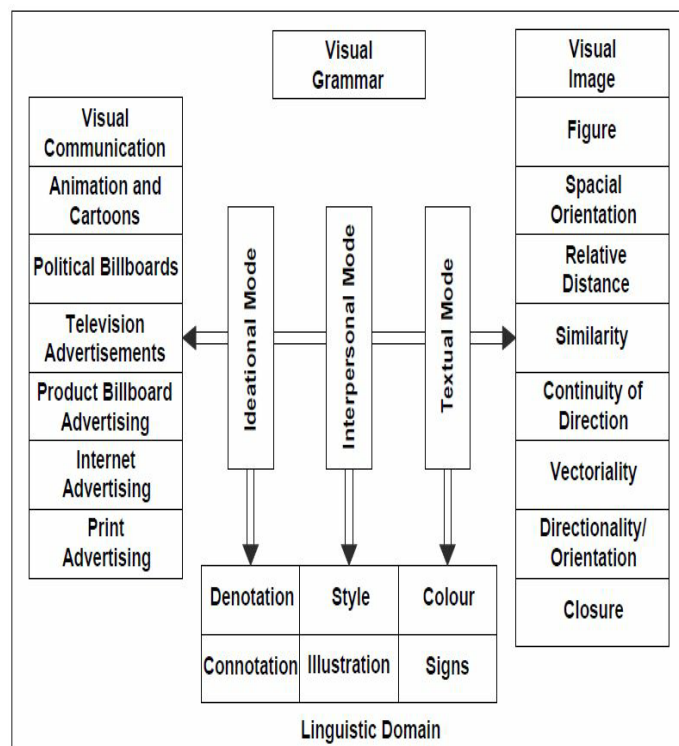 Visual
Grammar
Visual
Communication
Animation and
Cartoons
Political Billboards
Television
Advertisements
Product Billboard
Advertising
Internet
Advertising
Print
Advertising
Ideational Mode
Interpersonal Mode
Textual Mode
Visual
Image
Figure
Spacial
Orientation
Relative
Distance
Similarity
Continuity of
Direction
Vectoriality
Directionality/
Orientation
Closure
Denotation
Style
Colour
Connotation
Illustration
Signs
Linguistic Domain